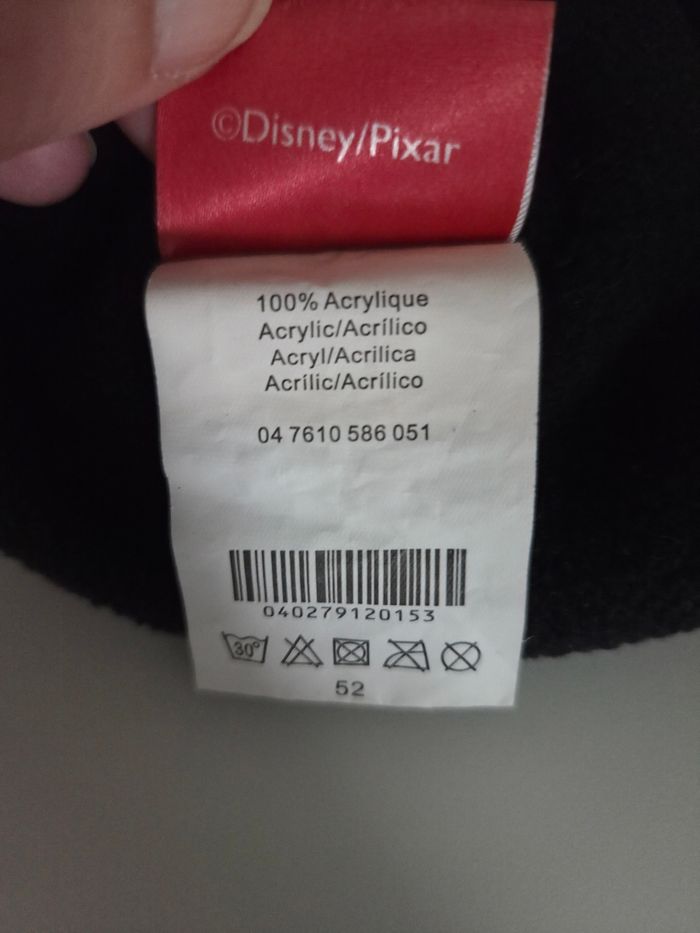 ©Disney/Pixar
100% Acrylique
Acrylic/Acrílico
Acryl/Acrilica
Acrílic/Acrílico
04 7610 586 051
040279120153
30°
52